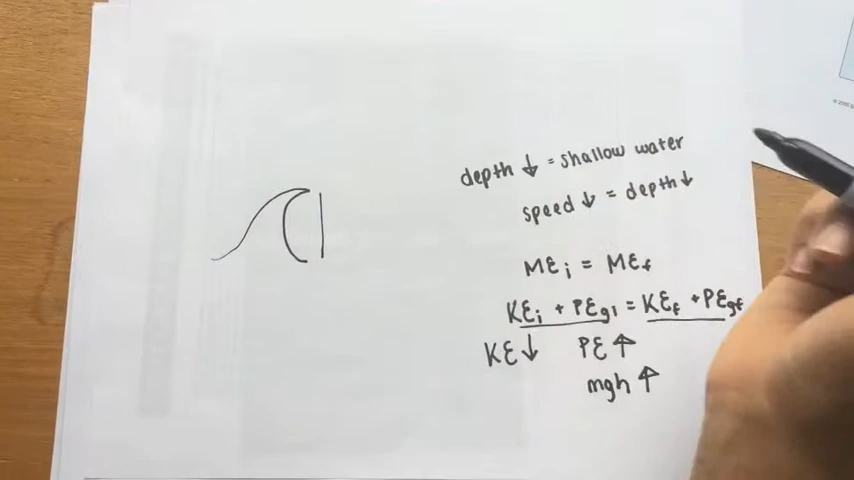 depth ↓ = shallow water
speed ↓ = depth ↓
MEi = MEf
KEi + PEgi = KEf + PEgf
KE ↓ PE ↑
mgh ↑